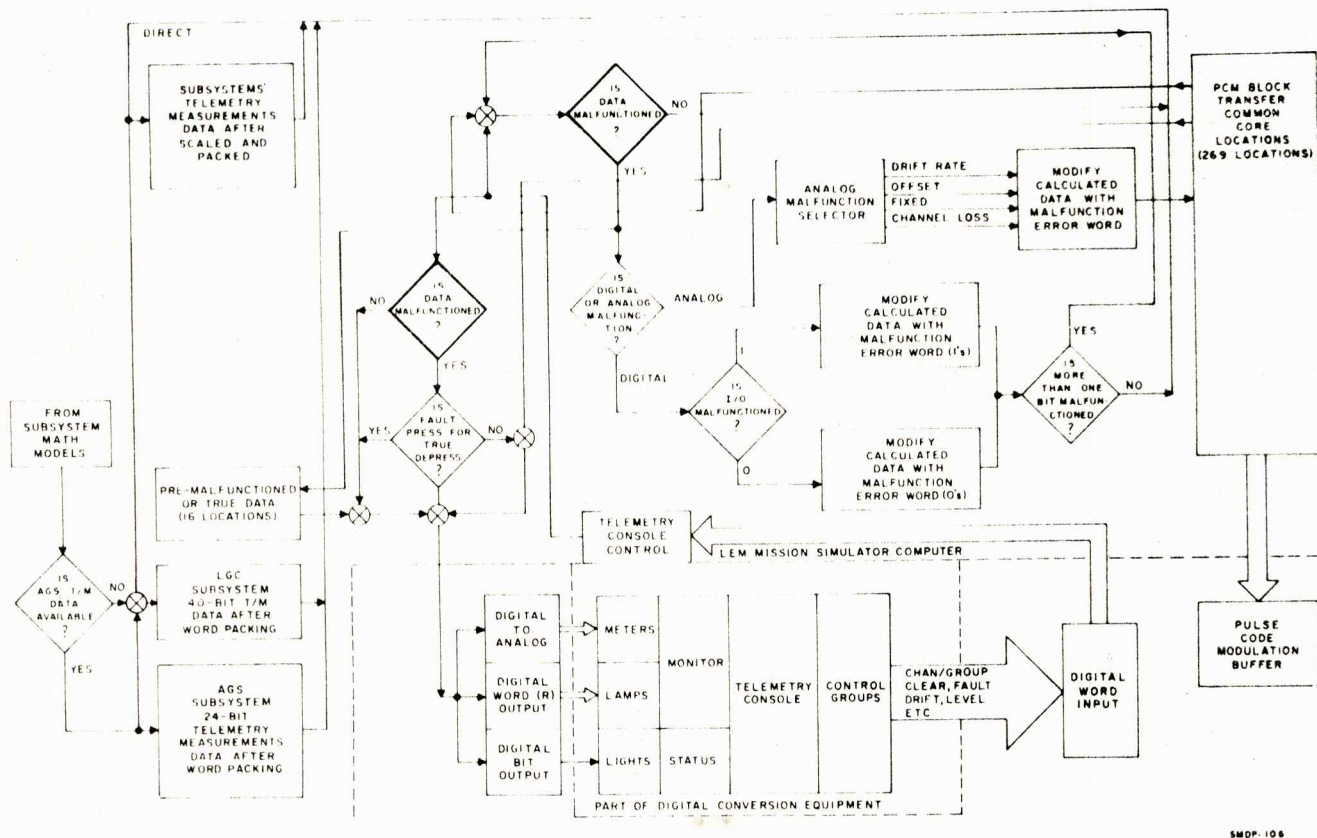 DIRECT
SUBSYSTEMS'
TELEMETRY
MEASUREMENTS
DATA AFTER
SCALED AND
PACKED
IS
DATA
MALFUNCTIONED
?
NO
YES
PCM BLOCK
TRANSFER
COMMON
CORE
LOCATIONS
(269 LOCATIONS)
ANALOG
MALFUNCTION
SELECTOR
DRIFT RATE
OFFSET
FIXED
CHANNEL LOSS
MODIFY
CALCULATED
DATA WITH
MALFUNCTION
ERROR WORD
IS
DATA
MALFUNCTIONED
?
NO
YES
IS
DIGITAL
OR ANALOG
MALFUNC-
TION
?
ANALOG
DIGITAL
MODIFY
CALCULATED
DATA WITH
MALFUNCTION
ERROR WORD (1's)
IS
1/0
MALFUNCTIONED
?
1
0
YES
IS
MORE
THAN ONE
BIT MALFUN-
CTIONED
?
NO
FROM
SUBSYSTEM
MATH
MODELS
IS
FAULT
PRESS FOR
TRUE
DEPRESS
?
YES
NO
MODIFY
CALCULATED
DATA WITH
MALFUNCTION
ERROR WORD (0's)
PRE-MALFUNCTIONED
OR TRUE DATA
(16 LOCATIONS)
TELEMETRY
CONSOLE
CONTROL
LEM MISSION SIMULATOR COMPUTER
IS
AGS T/M
DATA
AVAILABLE
?
NO
YES
LGC
SUBSYSTEM
40-BIT T/M
DATA AFTER
WORD PACKING
AGS
SUBSYSTEM
24-BIT
TELEMETRY
MEASUREMENTS
DATA AFTER
WORD PACKING
DIGITAL
TO
ANALOG
DIGITAL
WORD (R)
OUTPUT
DIGITAL
BIT
OUTPUT
METERS
LAMPS
LIGHTS
MONITOR
STATUS
TELEMETRY
CONSOLE
CONTROL
GROUPS
CHAN/GROUP
CLEAR, FAULT
DRIFT, LEVEL
ETC
DIGITAL
WORD
INPUT
PULSE
CODE
MODULATION
BUFFER
PART OF DIGITAL CONVERSION EQUIPMENT
SMDP-106